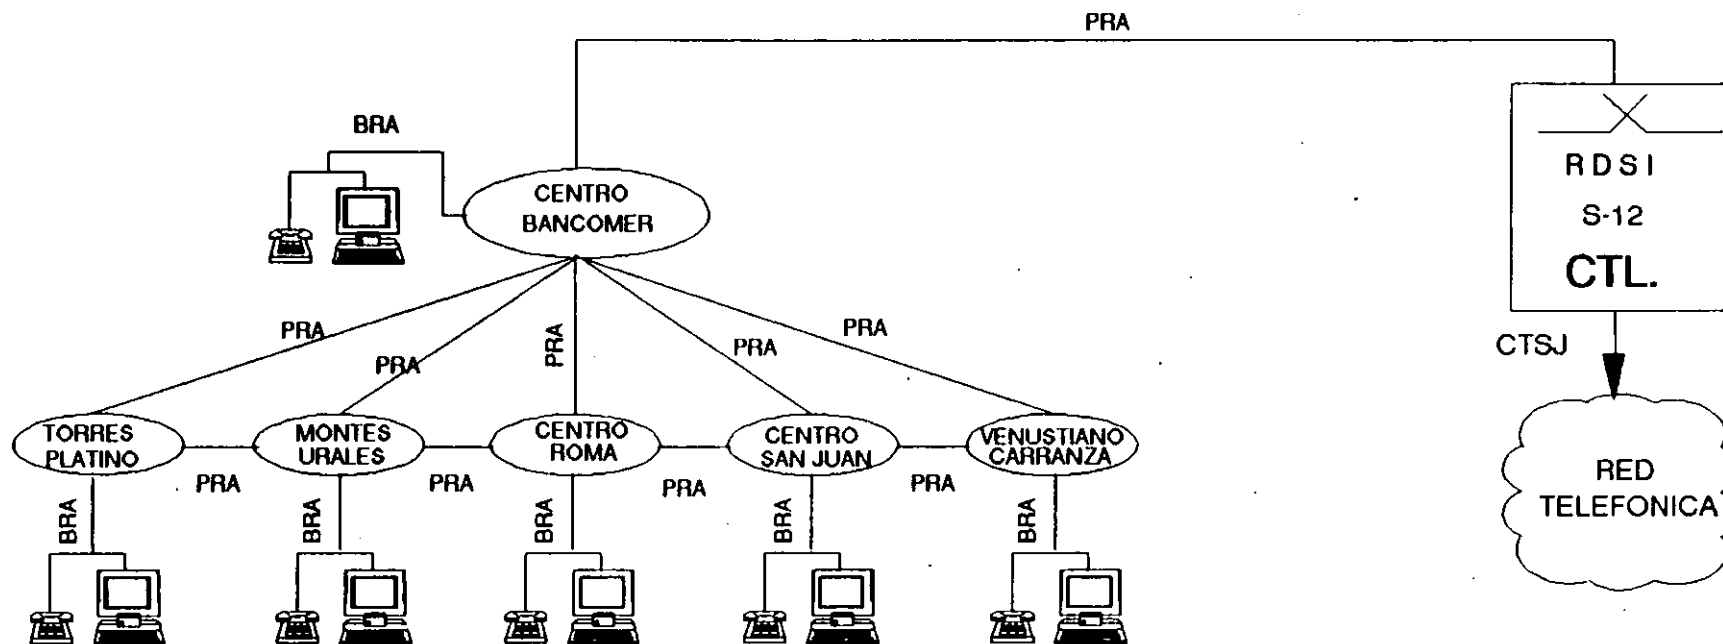 PRA
BRA
CENTRO
BANCOMER
RDSI
S-12
CTL.
CTSJ
RED
TELEFONICA
PRA
PRA
PRA
PRA
PRA
TORRES
PLATINO
MONTES
URALES
CENTRO
ROMA
CENTRO
SAN JUAN
VENUSTIANO
CARRANZA
PRA
PRA
PRA
PRA
BRA
BRA
BRA
BRA
BRA